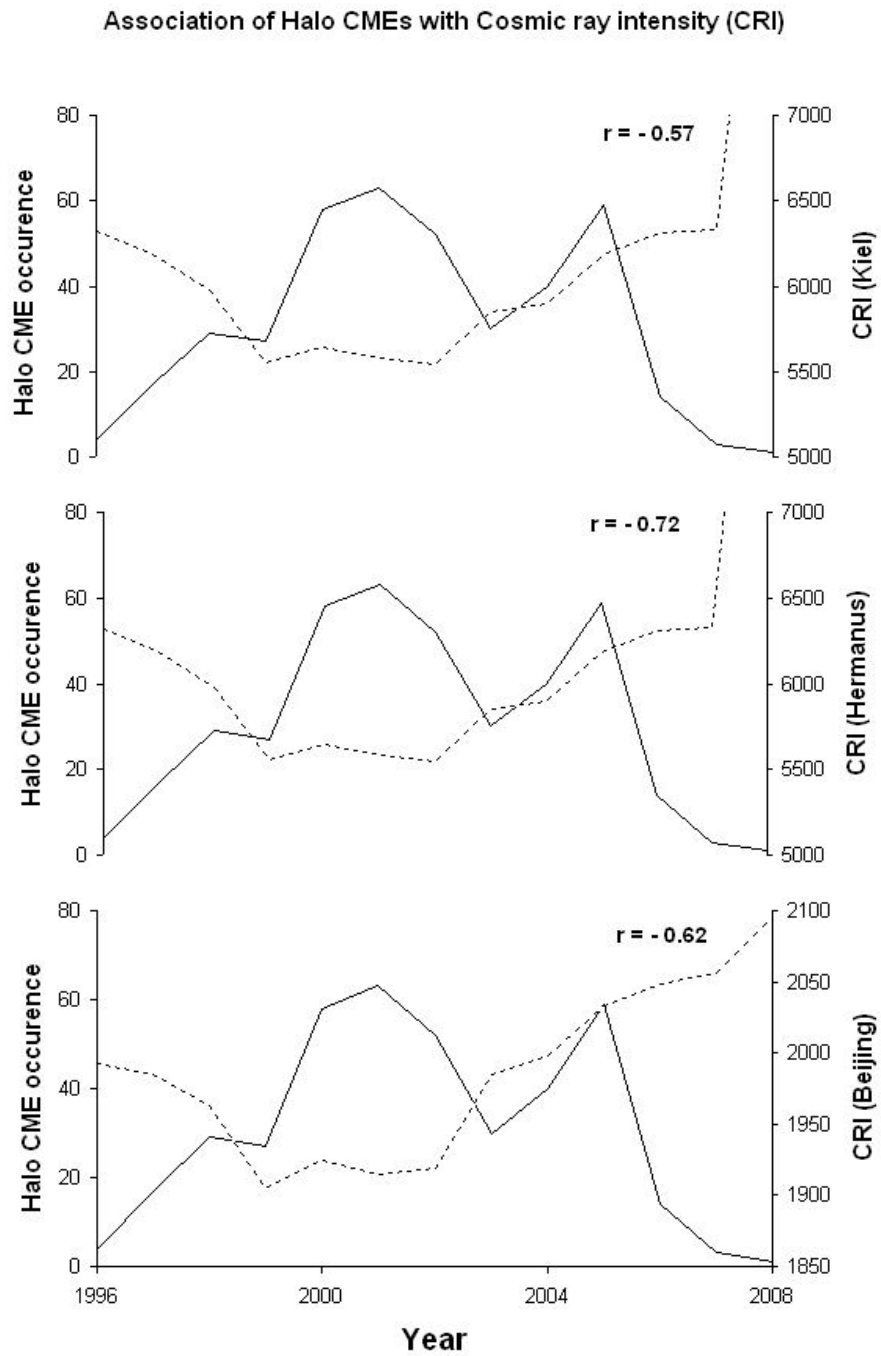 Association of Halo CMEs with Cosmic ray intensity (CRI)
80
60
40
20
0
Halo CME occurence
r = - 0.57
7000
6500
6000
5500
5000
CRI (Kiel)
80
60
40
20
0
Halo CME occurence
r = - 0.72
7000
6500
6000
5500
5000
CRI (Hermanus)
80
60
40
20
0
Halo CME occurence
r = - 0.62
2100
2050
2000
1950
1900
1850
CRI (Beijing)
1996 2000 2004 2008
Year